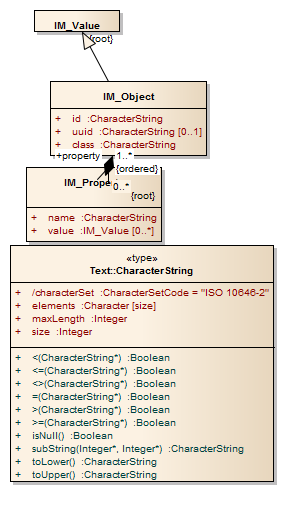 IM_Value
{root}
IM_Object
+ id :CharacterString
+ uuid :CharacterString [0..1]
+ class :CharacterString
+property 1..*
{ordered}
IM_Prope
0..*
{root}
+ name :CharacterString
+ value :IM_Value [0..*]
«type»
Text::CharacterString
+ /characterSet :CharacterSetCode = "ISO 10646-2"
+ elements :Character [size]
+ maxLength :Integer
+ size :Integer
+ <(CharacterString*) :Boolean
+ <=(CharacterString*) :Boolean
+ <>(CharacterString*) :Boolean
+ =(CharacterString*) :Boolean
+ >(CharacterString*) :Boolean
+ >=(CharacterString*) :Boolean
+ isNull() :Boolean
+ subString(Integer*, Integer*) :CharacterString
+ toLower() :CharacterString
+ toUpper() :CharacterString